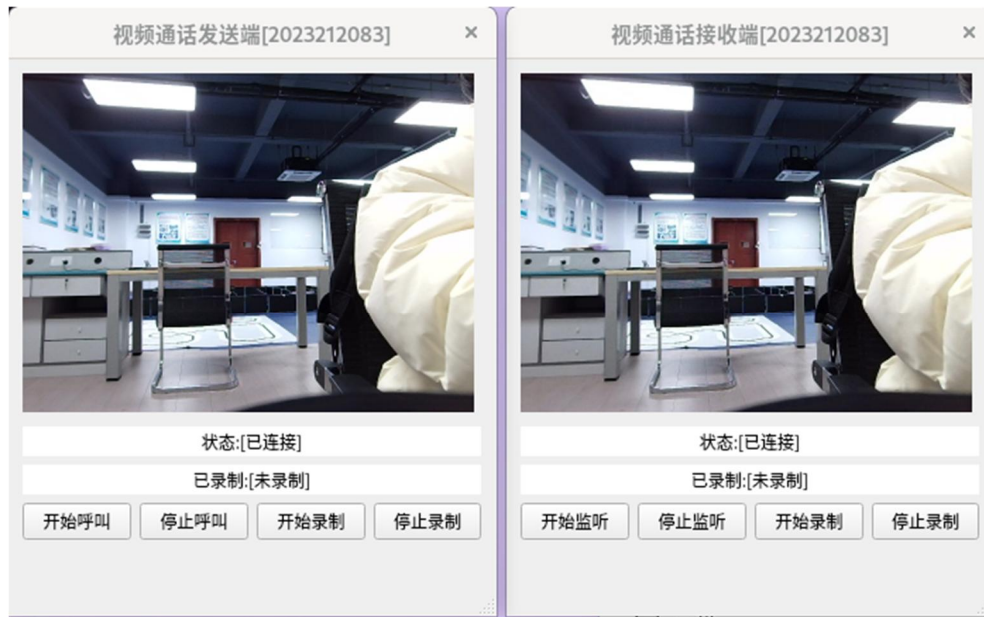 视频通话发送端[2023212083]
状态:[已连接]
已录制:[未录制]
开始呼叫 停止呼叫 开始录制 停止录制
视频通话接收端[2023212083]
状态:[已连接]
已录制:[未录制]
开始监听 停止监听 开始录制 停止录制